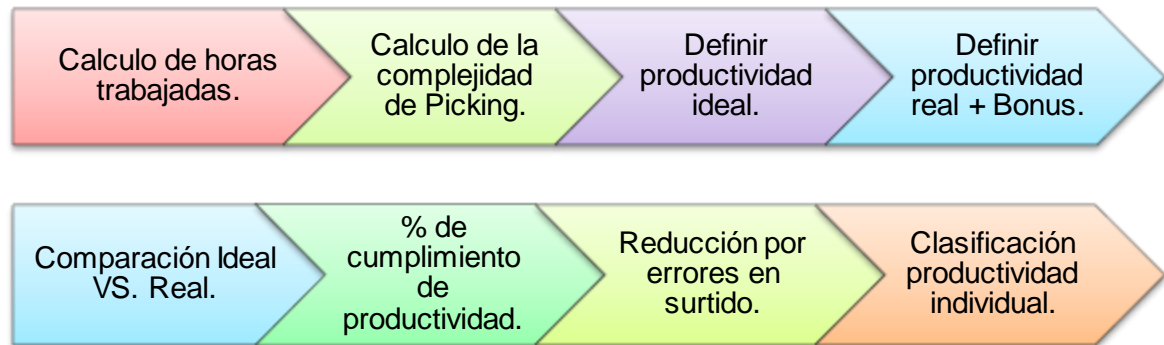 Calculo de horas
trabajadas.
Calculo de la
complejidad
de Picking.
Definir
productividad
ideal.
Definir
productividad
real + Bonus.
Comparación Ideal
VS. Real.
% de
cumplimiento
de
productividad.
Reducción por
errores en
surtido.
Clasificación
productividad
individual.